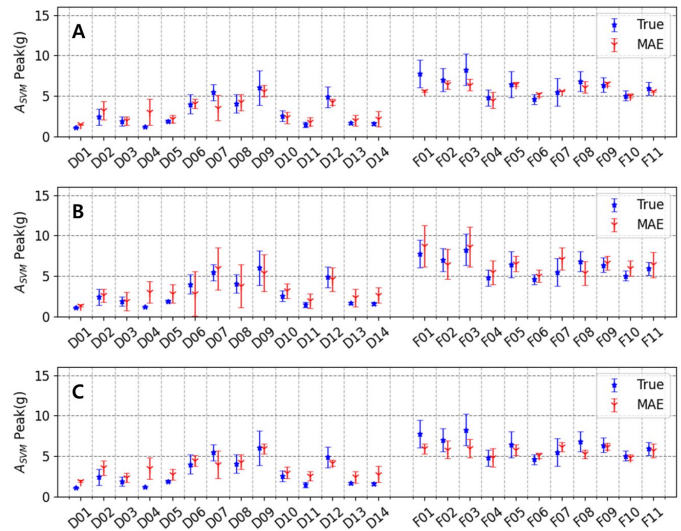 A
True
MAE
15
10
5
0
A_SVM Peak(g)
D01 D02 D03 D04 D05 D06 D07 D08 D09 D10 D11 D12 D13 D14 F01 F02 F03 F04 F05 F06 F07 F08 F09 F10 F11
B
True
MAE
15
10
5
0
A_SVM Peak(g)
D01 D02 D03 D04 D05 D06 D07 D08 D09 D10 D11 D12 D13 D14 F01 F02 F03 F04 F05 F06 F07 F08 F09 F10 F11
C
True
MAE
15
10
5
0
A_SVM Peak(g)
D01 D02 D03 D04 D05 D06 D07 D08 D09 D10 D11 D12 D13 D14 F01 F02 F03 F04 F05 F06 F07 F08 F09 F10 F11